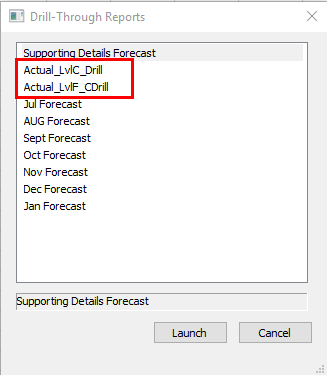 Drill-Through Reports
Supporting Details Forecast
Actual_LvlC_Drill
Actual_LvlF_CDrill
Jul Forecast
AUG Forecast
Sept Forecast
Oct Forecast
Nov Forecast
Dec Forecast
Jan Forecast
Supporting Details Forecast
Launch
Cancel